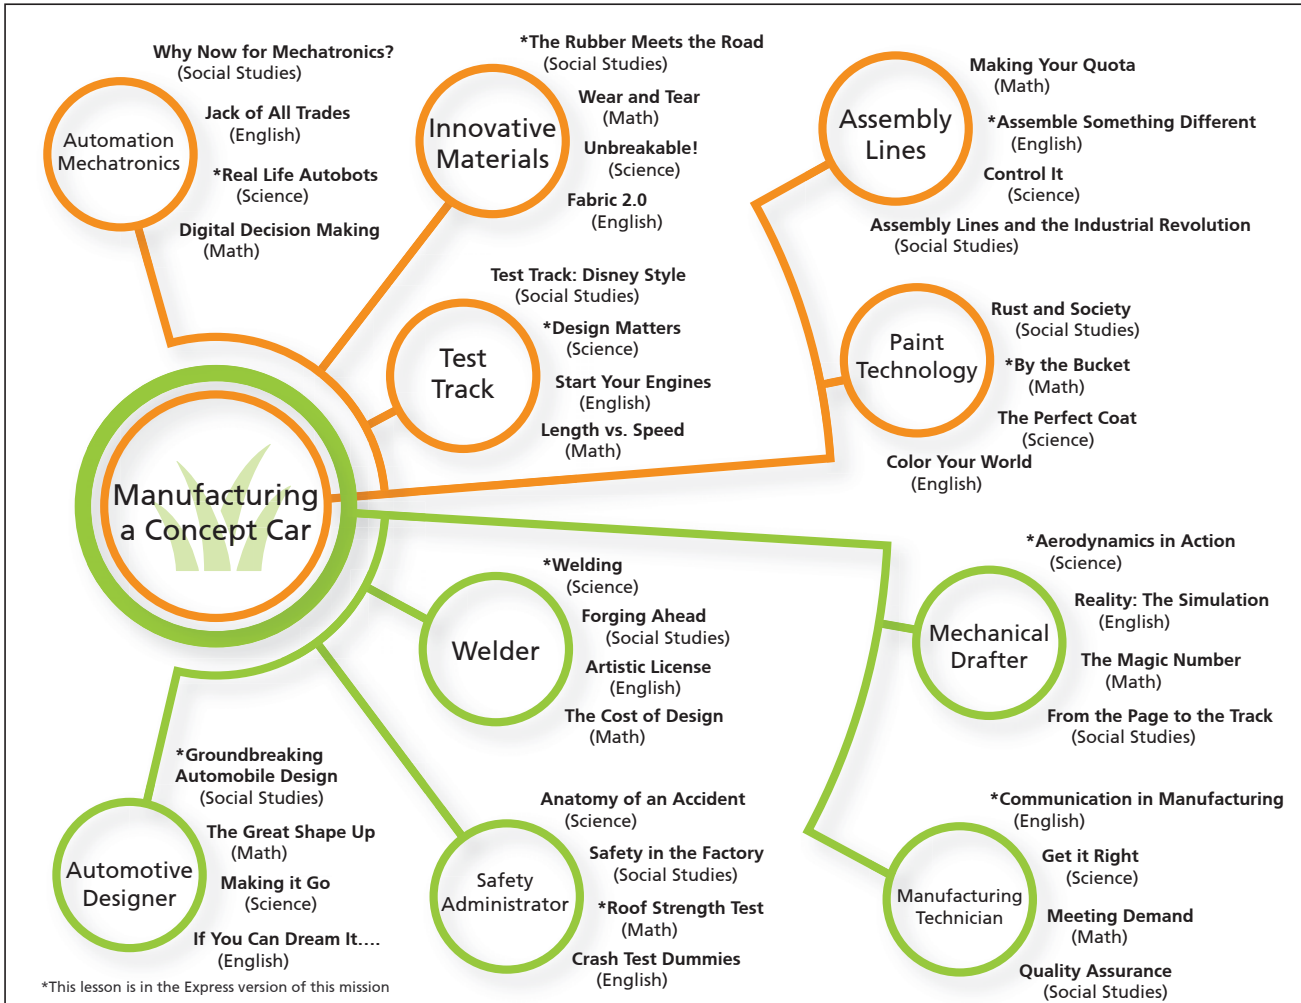 Why Now for Mechatronics?
(Social Studies)
Jack of All Trades
(English)
*Real Life Autobots
(Science)
Digital Decision Making
(Math)
Automation
Mechatronics
*The Rubber Meets the Road
(Social Studies)
Wear and Tear
(Math)
Unbreakable!
(Science)
Fabric 2.0
(English)
Innovative
Materials
Making Your Quota
(Math)
*Assemble Something Different
(English)
Control It
(Science)
Assembly Lines and the Industrial Revolution
(Social Studies)
Assembly
Lines
Test Track: Disney Style
(Social Studies)
*Design Matters
(Science)
Start Your Engines
(English)
Length vs. Speed
(Math)
Test
Track
Rust and Society
(Social Studies)
*By the Bucket
(Math)
The Perfect Coat
(Science)
Color Your World
(English)
Paint
Technology
Manufacturing
a Concept Car
*Welding
(Science)
Forging Ahead
(Social Studies)
Artistic License
(English)
The Cost of Design
(Math)
Welder
*Aerodynamics in Action
(Science)
Reality: The Simulation
(English)
The Magic Number
(Math)
From the Page to the Track
(Social Studies)
Mechanical
Drafter
*Groundbreaking
Automobile Design
(Social Studies)
The Great Shape Up
(Math)
Making it Go
(Science)
If You Can Dream It....
(English)
Automotive
Designer
Anatomy of an Accident
(Science)
Safety in the Factory
(Social Studies)
*Roof Strength Test
(Math)
Crash Test Dummies
(English)
Safety
Administrator
*Communication in Manufacturing
(English)
Get it Right
(Science)
Meeting Demand
(Math)
Quality Assurance
(Social Studies)
Manufacturing
Technician
*This lesson is in the Express version of this mission